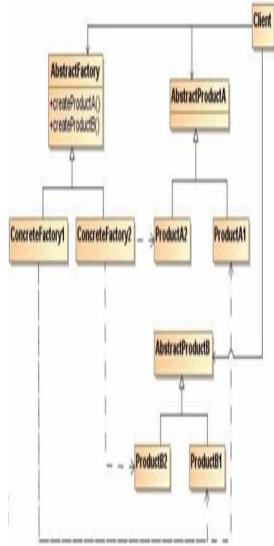 Client
AbstractFactory
+createProductA()
+createProductB()
AbstractProductA
ConcreteFactory1 ConcreteFactory2 ProductA2 ProductA1
AbstractProductB
ProductB2 ProductB1